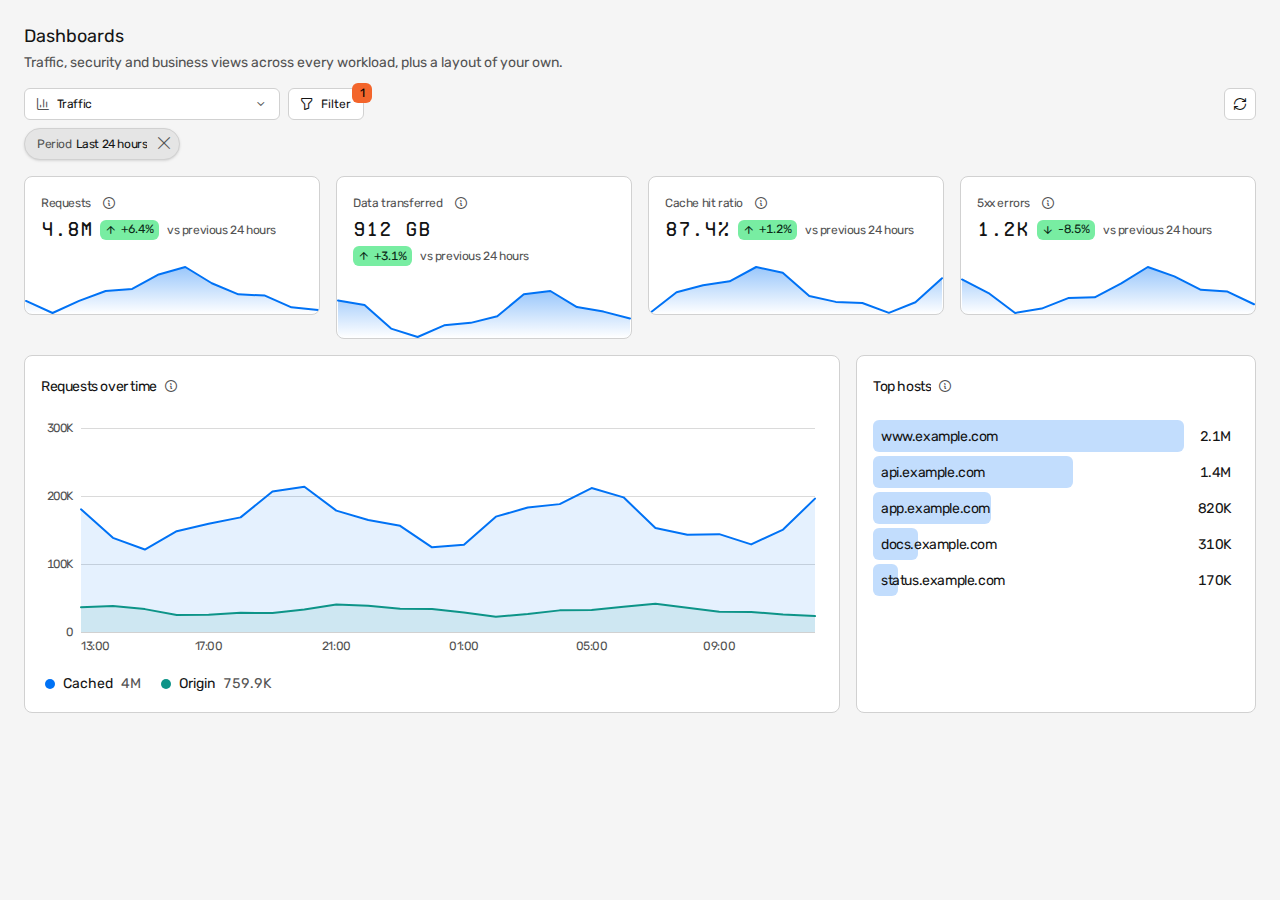 Dashboards
Traffic, security and business views across every workload, plus a layout of your own.
Traffic
Filter
1
Period Last 24 hours
Requests
4.8M +6.4% vs previous 24 hours
Data transferred
912 GB
+3.1% vs previous 24 hours
Cache hit ratio
87.4% +1.2% vs previous 24 hours
5xx errors
1.2K -8.5% vs previous 24 hours
Requests over time
300K
200K
100K
0
13:00 17:00 21:00 01:00 05:00 09:00
Cached 4M Origin 759.9K
Top hosts
www.example.com 2.1M
api.example.com 1.4M
app.example.com 820K
docs.example.com 310K
status.example.com 170K